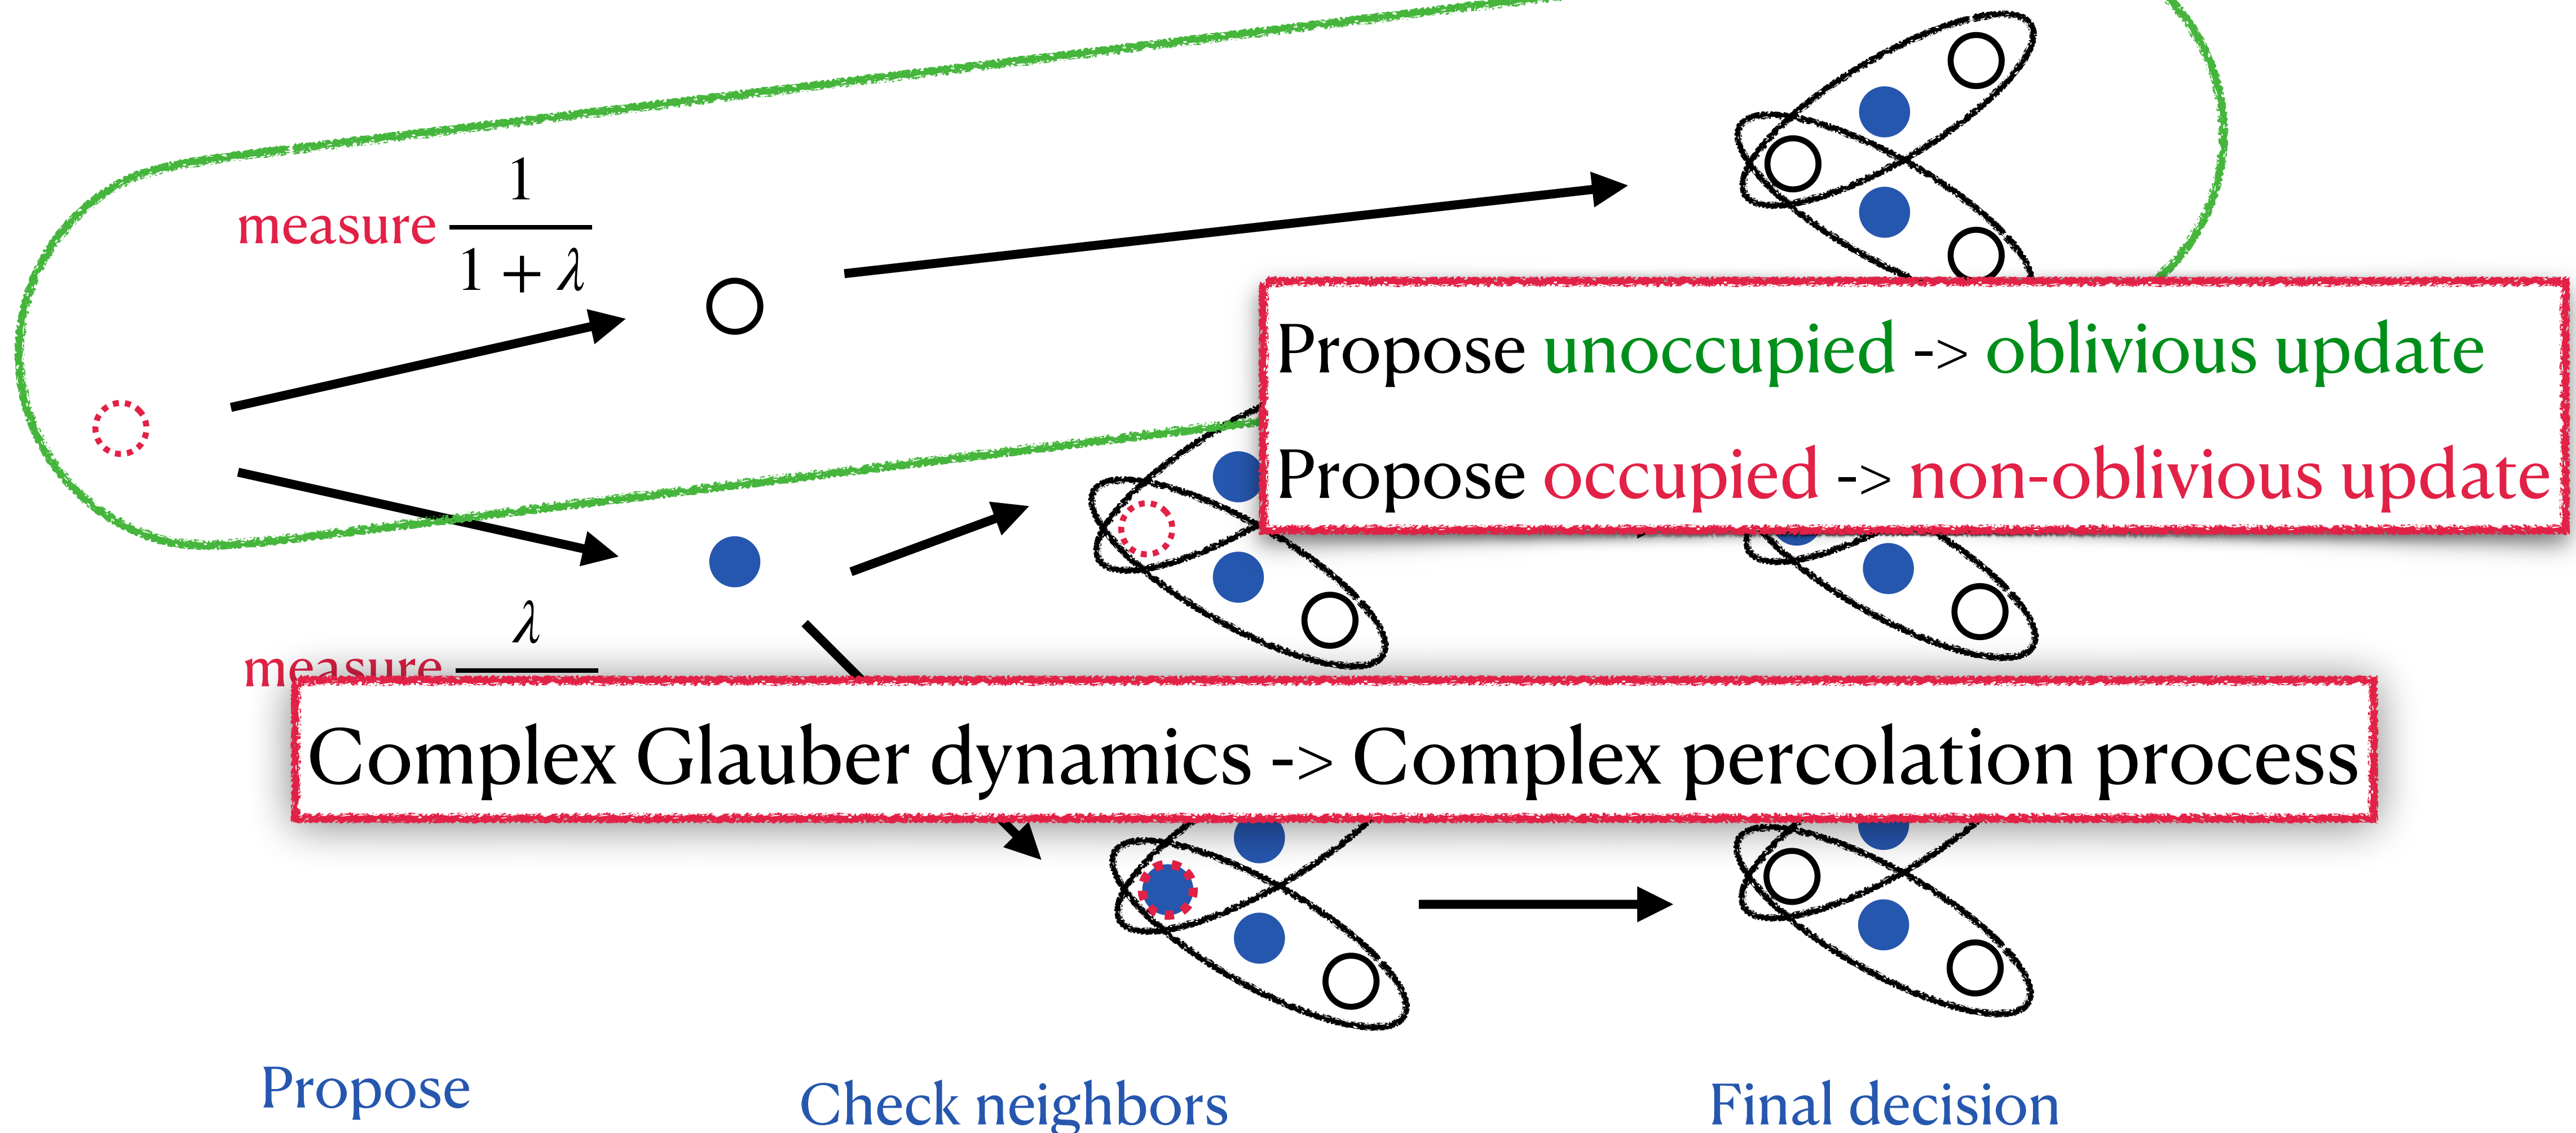 measure 1 / 1 + λ
Propose unoccupied -> oblivious update
Propose occupied -> non-oblivious update
measure λ
Complex Glauber dynamics -> Complex percolation process
Propose
Check neighbors
Final decision